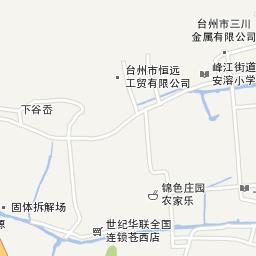 台州市三川
金属有限公司
峰江街道
安溶小学
台州市恒远
工贸有限公司
下谷岙
锦色庄园
农家乐
固体拆解场
源
世纪华联全国
连锁苍西店